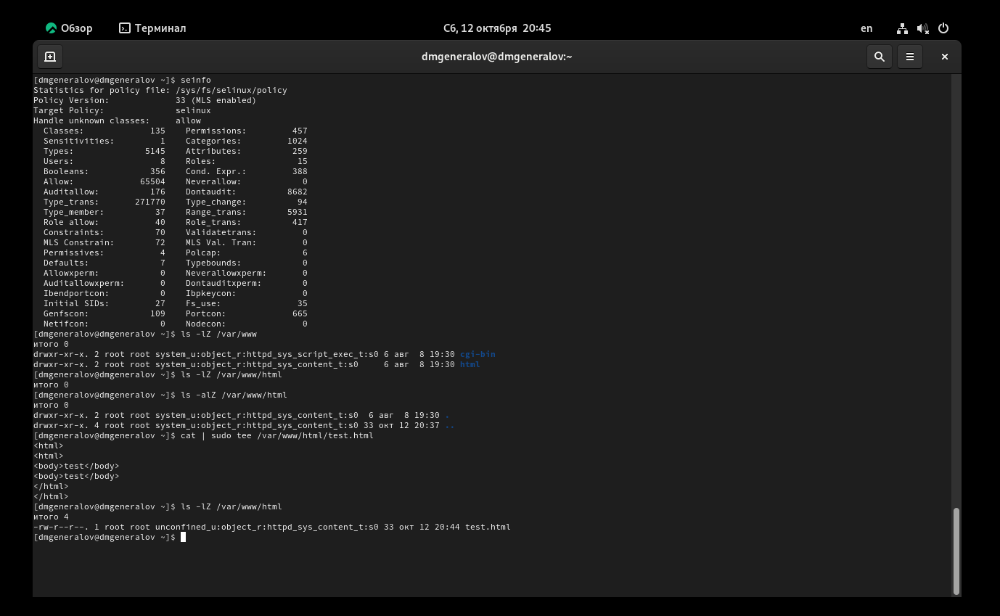 Обзор Терминал Сб, 12 октября 20:45 en
dmgeneralov@dmgeneralov:~
[dmgeneralov@dmgeneralov ~]$ seinfo
Statistics for policy file: /sys/fs/selinux/policy
Policy Version:             33 (MLS enabled)
Target Policy:              selinux
Handle unknown classes:     allow
  Classes:             135    Permissions:         457
  Sensitivities:         1    Categories:         1024
  Types:              5145    Attributes:          259
  Users:                 8    Roles:                15
  Booleans:            356    Cond. Expr.:         388
  Allow:             65504    Neverallow:            0
  Auditallow:          176    Dontaudit:          8682
  Type_trans:       271770    Type_change:          94
  Type_member:          37    Range_trans:        5931
  Role allow:           40    Role_trans:          417
  Constraints:          70    Validatetrans:         0
  MLS Constrain:        72    MLS Val. Tran:         0
  Permissives:           4    Polcap:                6
  Defaults:              7    Typebounds:            0
  Allowxperm:            0    Neverallowxperm:       0
  Auditallowxperm:       0    Dontauditxperm:        0
  Ibendportcon:          0    Ibpkeycon:             0
  Initial SIDs:         27    Fs_use:               35
  Genfscon:            109    Portcon:             665
  Netifcon:              0    Nodecon:               0
[dmgeneralov@dmgeneralov ~]$ ls -lZ /var/www
итого 0
drwxr-xr-x. 2 root root system_u:object_r:httpd_sys_script_exec_t:s0 6 авг  8 19:30 cgi-bin
drwxr-xr-x. 2 root root system_u:object_r:httpd_sys_content_t:s0     6 авг  8 19:30 html
[dmgeneralov@dmgeneralov ~]$ ls -lZ /var/www/html
итого 0
[dmgeneralov@dmgeneralov ~]$ ls -alZ /var/www/html
итого 0
drwxr-xr-x. 2 root root system_u:object_r:httpd_sys_content_t:s0  6 авг  8 19:30 .
drwxr-xr-x. 4 root root system_u:object_r:httpd_sys_content_t:s0 33 окт 12 20:37 ..
[dmgeneralov@dmgeneralov ~]$ cat | sudo tee /var/www/html/test.html
<html>
<html>
<body>test</body>
<body>test</body>
</html>
</html>
[dmgeneralov@dmgeneralov ~]$ ls -lZ /var/www/html
итого 4
-rw-r--r--. 1 root root unconfined_u:object_r:httpd_sys_content_t:s0 33 окт 12 20:44 test.html
[dmgeneralov@dmgeneralov ~]$